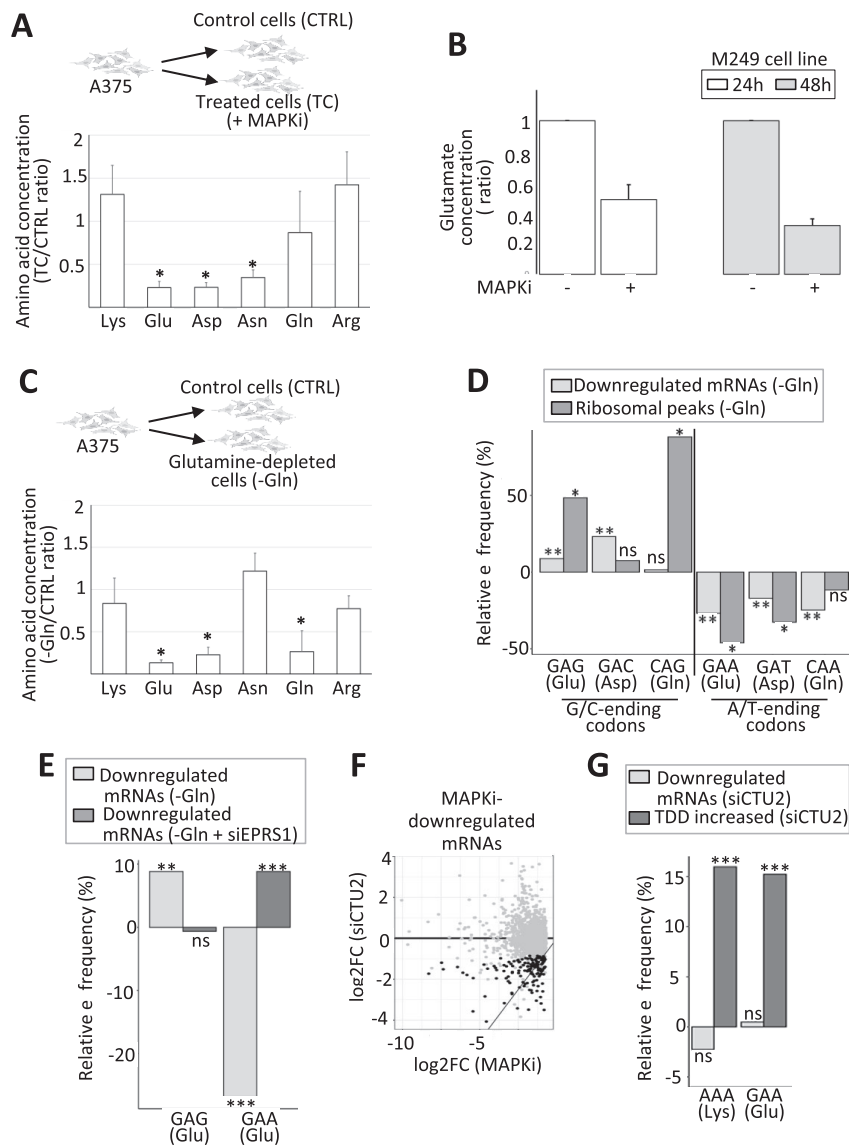 A
Control cells (CTRL)
A375
Treated cells (TC)
(+ MAPKi)
Amino acid concentration
(TC/CTRL ratio)
2
1.5
1
0.5
* * *
Lys Glu Asp Asn Gln Arg
B
M249 cell line
24h 48h
Glutamate
concentration
( ratio)
1
0.8
0.6
0.4
0.2
MAPKi - + - +
C
Control cells (CTRL)
A375
Glutamine-depleted
cells (-Gln)
Amino acid concentration
(-Gln/CTRL ratio)
2
1.5
1
0.5
* * *
Lys Glu Asp Asn Gln Arg
D
Downregulated mRNAs (-Gln)
Ribosomal peaks (-Gln)
Relative e frequency (%)
50
0
-50
** * ** ns ns *
** * ** * ** ns
GAG GAC CAG GAA GAT CAA
(Glu) (Asp) (Gln) (Glu) (Asp) (Gln)
G/C-ending A/T-ending
codons codons
E
Downregulated
mRNAs (-Gln)
Downregulated
mRNAs (-Gln + siEPRS1)
Relative e frequency (%)
10
0
-10
-20
** ns *** ***
GAG GAA
(Glu) (Glu)
F
MAPKi-
downregulated
mRNAs
log2FC (siCTU2)
4
2
0
-2
-4
-10 -5
log2FC (MAPKi)
G
Downregulated
mRNAs (siCTU2)
TDD increased (siCTU2)
Relative e frequency (%)
15
10
5
0
-5
ns *** ns ***
AAA GAA
(Lys) (Glu)